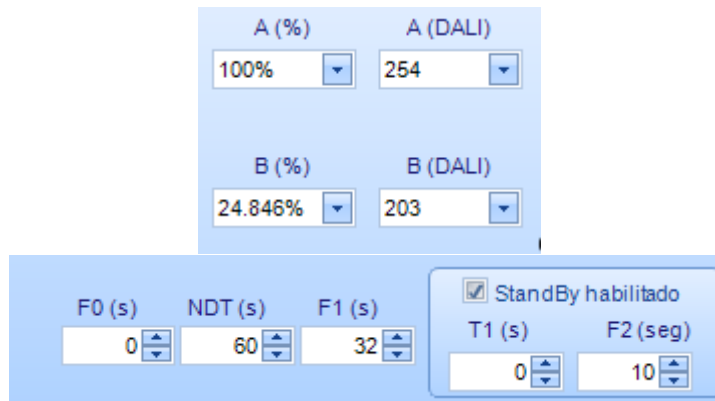 A (%) A (DALI)
100% 254
B (%) B (DALI)
24.846% 203
StandBy habilitado
F0 (s) NDT (s) F1 (s) T1 (s) F2 (seg)
0 60 32 0 10